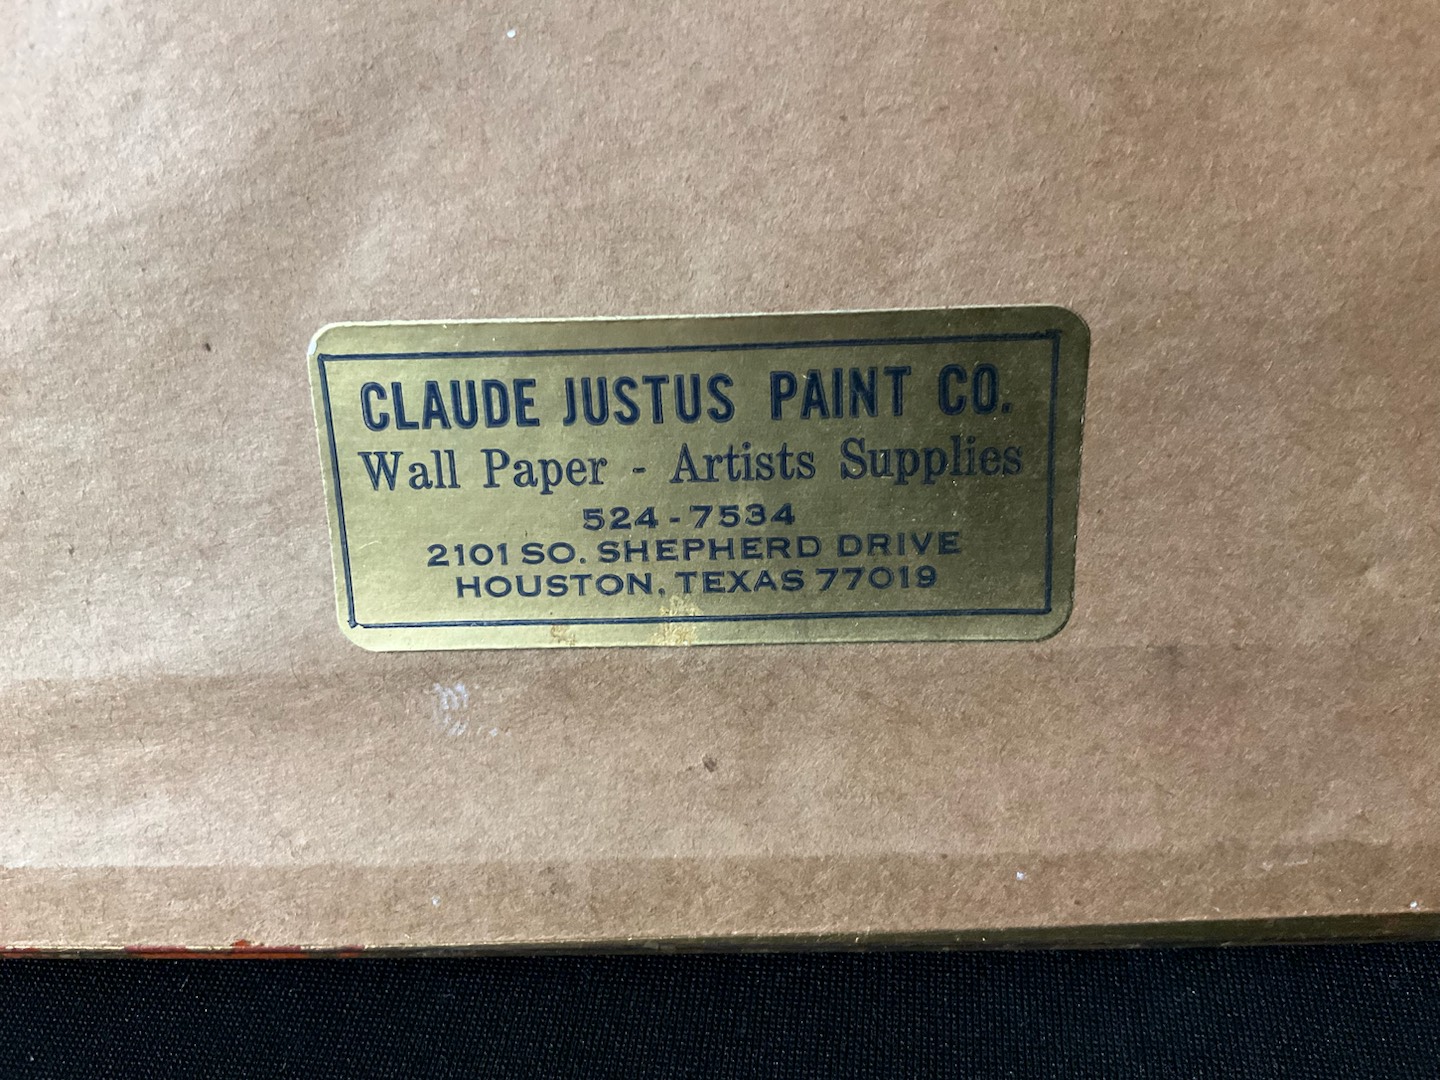 CLAUDE JUSTUS PAINT CO.
Wall Paper - Artists Supplies
524-7534
2101 SO. SHEPHERD DRIVE
HOUSTON, TEXAS 77019